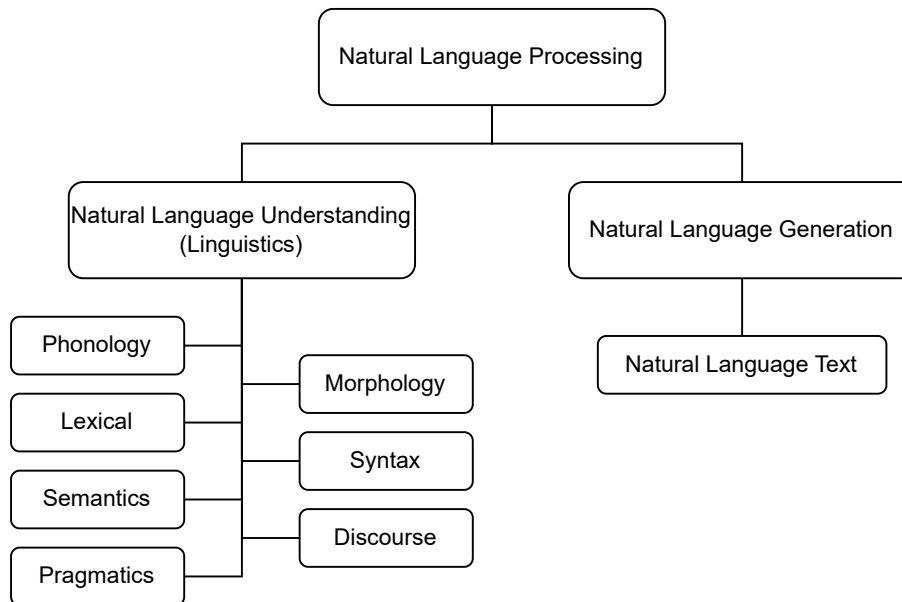 Natural Language Processing
Natural Language Understanding
(Linguistics)
Natural Language Generation
Phonology
Morphology
Natural Language Text
Lexical
Syntax
Semantics
Discourse
Pragmatics